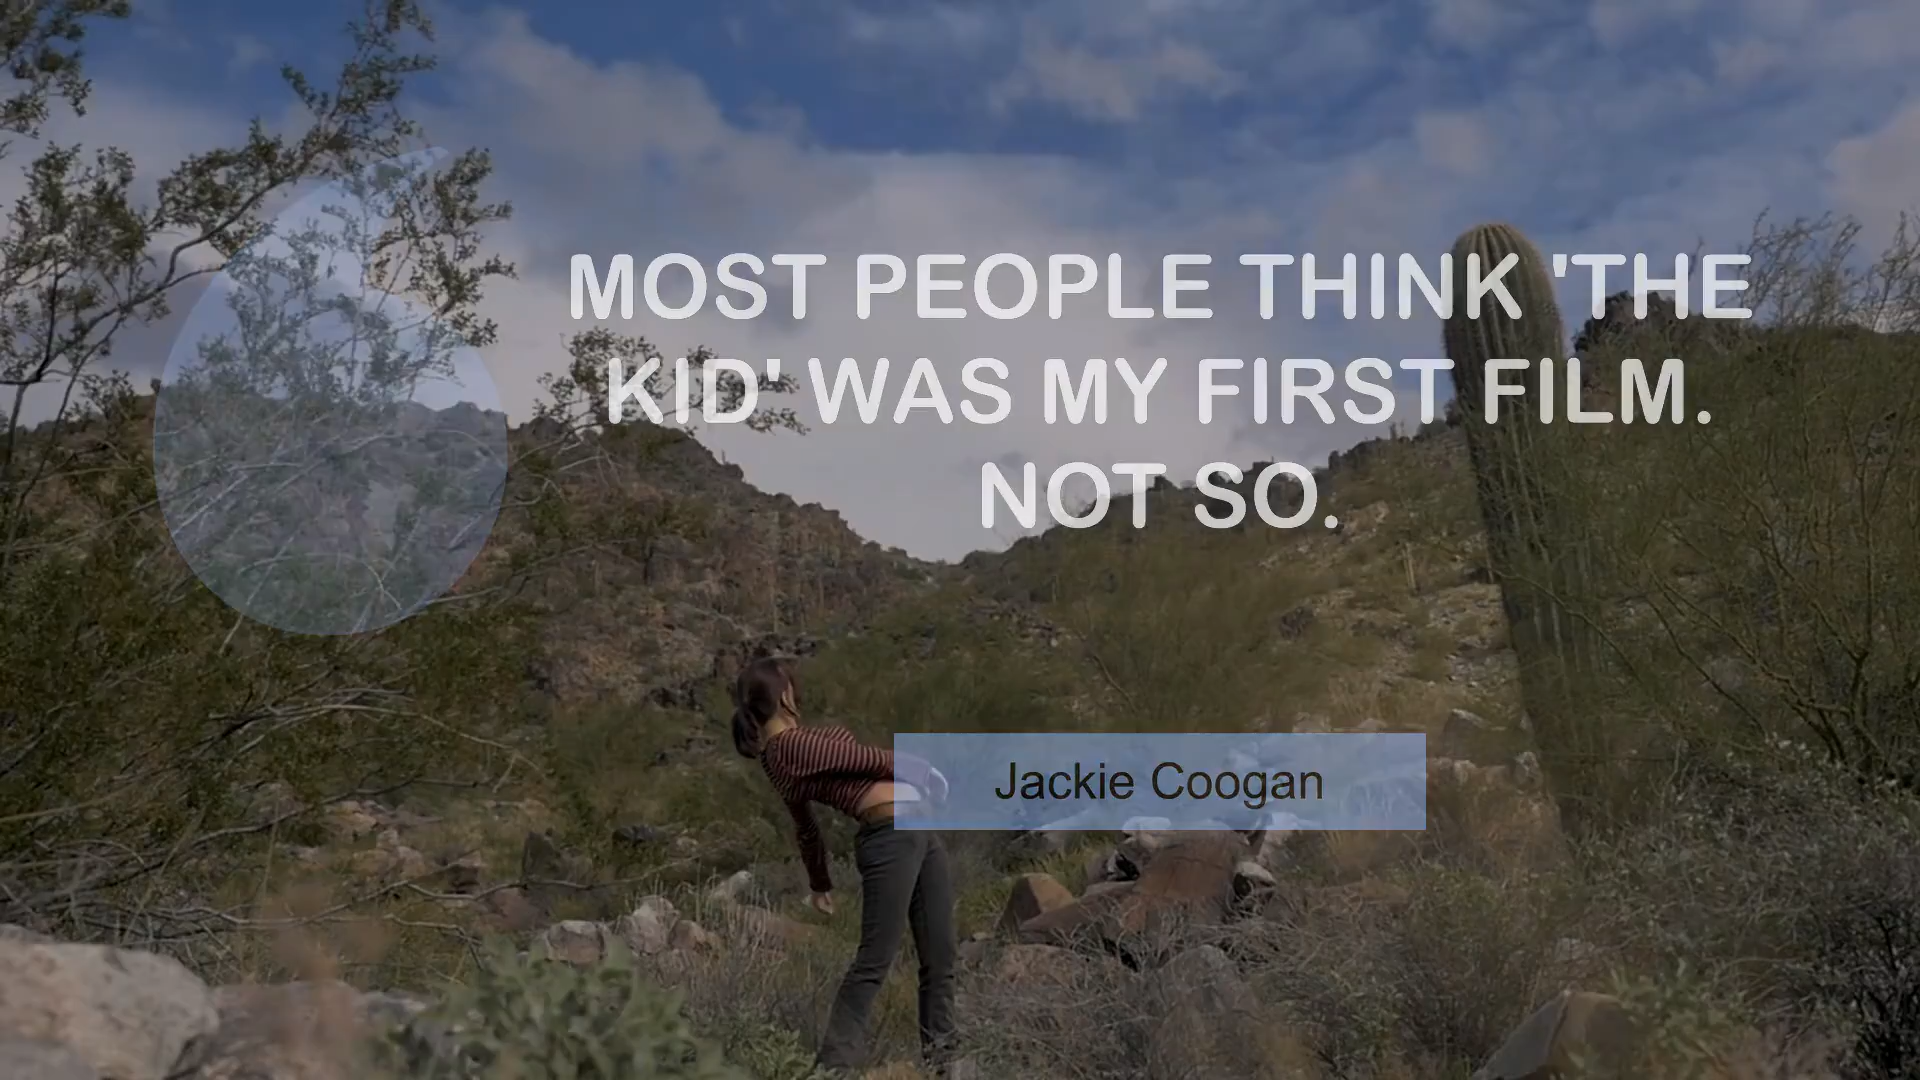 MOST PEOPLE THINK 'THE
KID' WAS MY FIRST FILM.
NOT SO.
Jackie Coogan